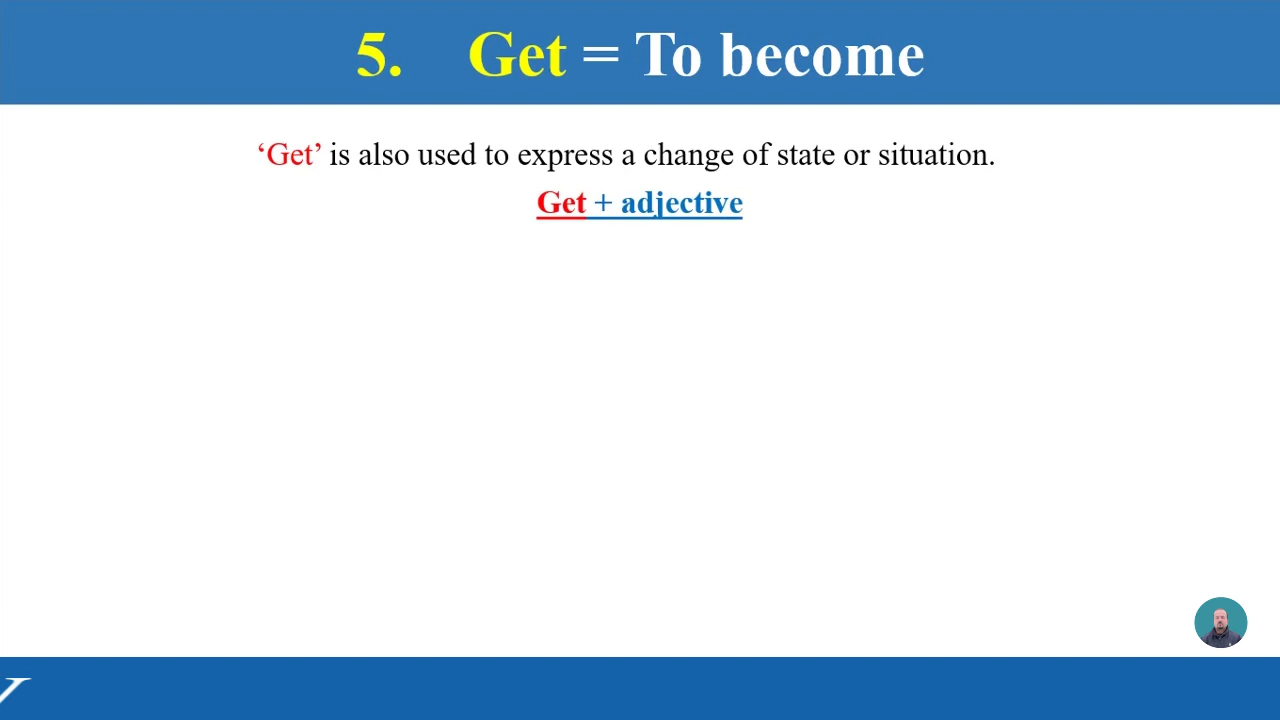 5. Get = To become
‘Get’ is also used to express a change of state or situation.
Get + adjective